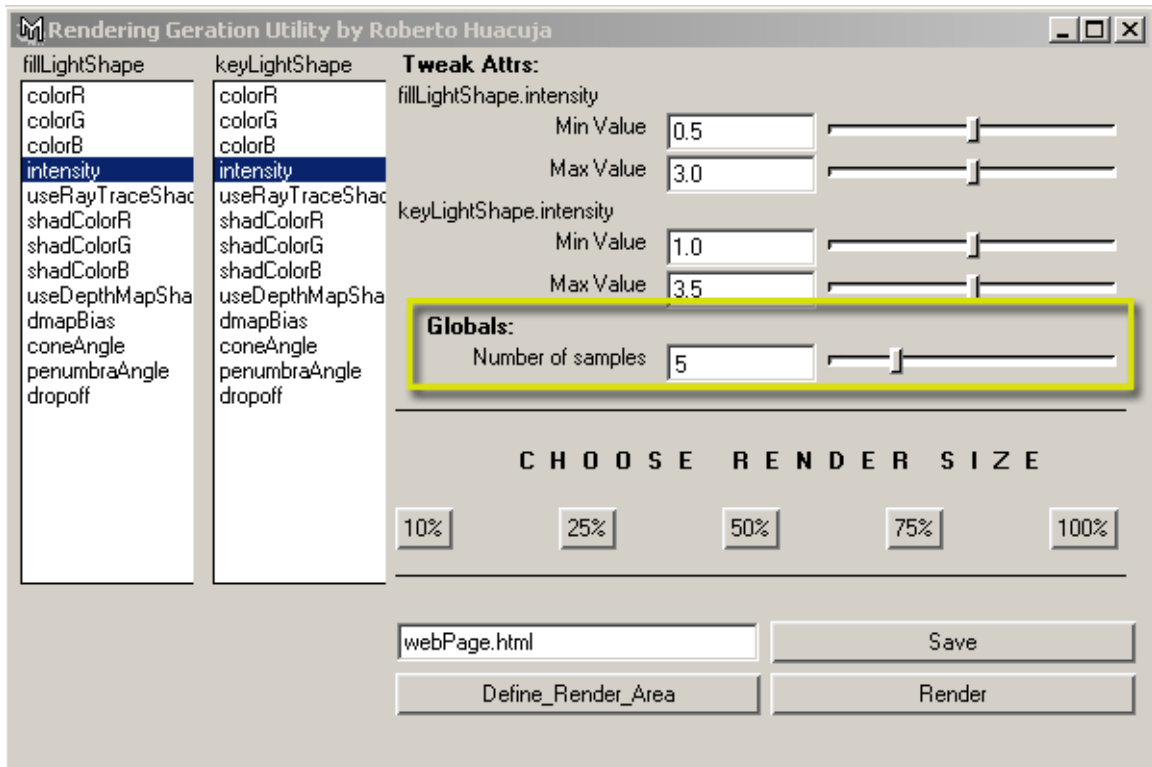 Rendering Geration Utility by Roberto Huacuja
fillLightShape
colorR
colorG
colorB
intensity
useRayTraceShad
shadColorR
shadColorG
shadColorB
useDepthMapSha
dmapBias
coneAngle
penumbraAngle
dropoff
keyLightShape
colorR
colorG
colorB
intensity
useRayTraceShad
shadColorR
shadColorG
shadColorB
useDepthMapSha
dmapBias
coneAngle
penumbraAngle
dropoff
Tweak Attrs:
fillLightShape.intensity
Min Value 0.5
Max Value 3.0
keyLightShape.intensity
Min Value 1.0
Max Value 3.5
Globals:
Number of samples 5
CHOOSE RENDER SIZE
10% 25% 50% 75% 100%
webPage.html Save
Define_Render_Area Render